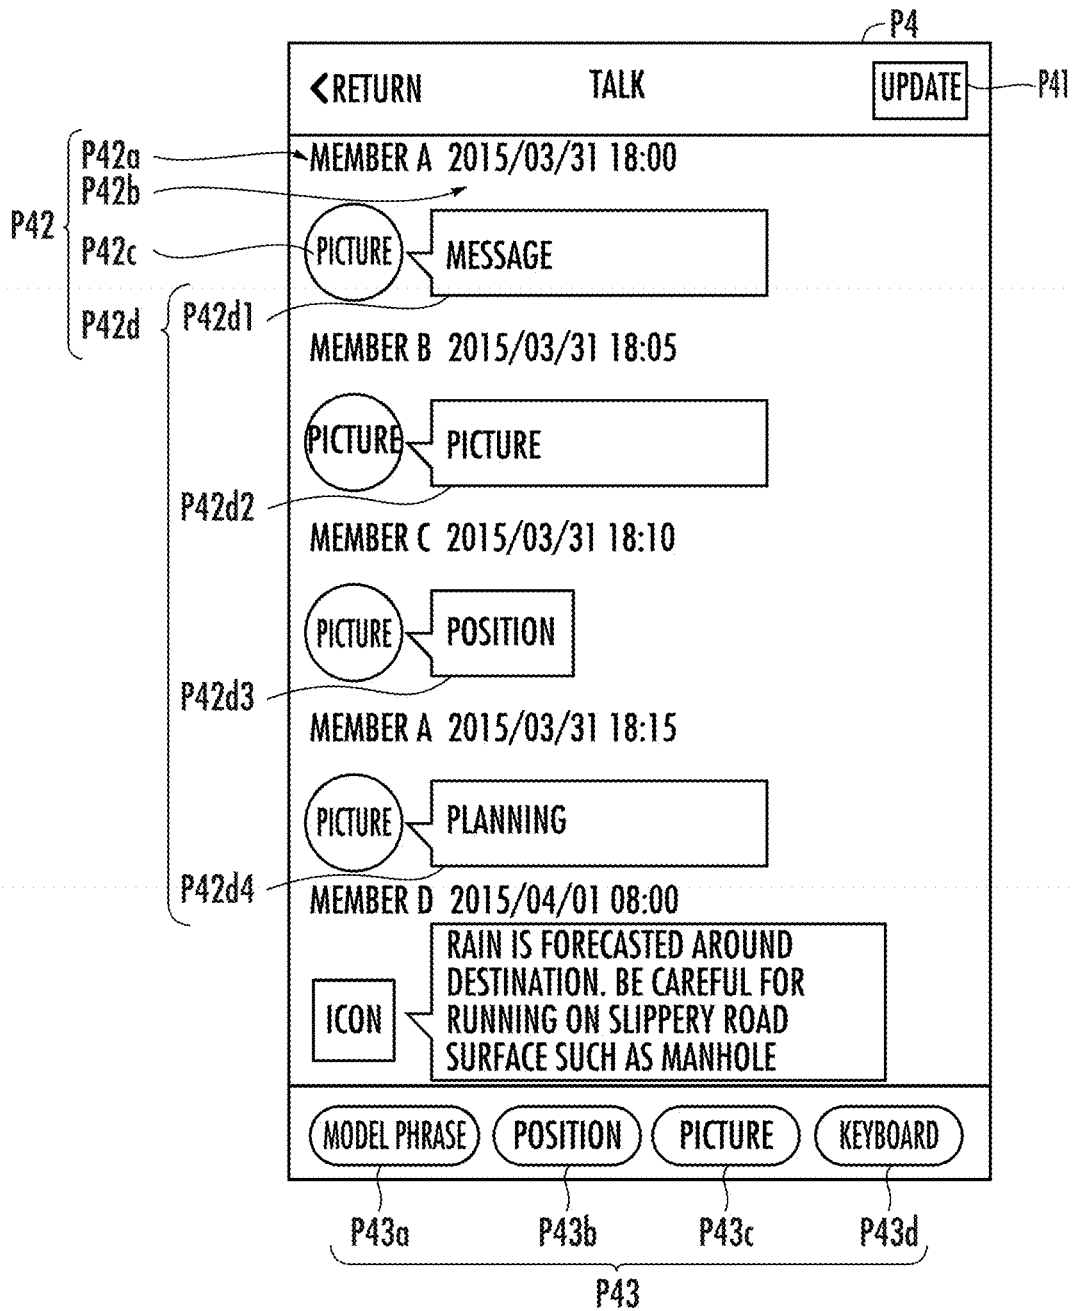 P4
<RETURN TALK UPDATE P41
P42a MEMBER A 2015/03/31 18:00
P42b
P42 P42c PICTURE MESSAGE
P42d P42d1
MEMBER B 2015/03/31 18:05
PICTURE PICTURE
P42d2
MEMBER C 2015/03/31 18:10
PICTURE POSITION
P42d3
MEMBER A 2015/03/31 18:15
PICTURE PLANNING
P42d4
MEMBER D 2015/04/01 08:00
RAIN IS FORECASTED AROUND
DESTINATION. BE CAREFUL FOR
ICON RUNNING ON SLIPPERY ROAD
SURFACE SUCH AS MANHOLE
MODEL PHRASE POSITION PICTURE KEYBOARD
P43a P43b P43c P43d
P43